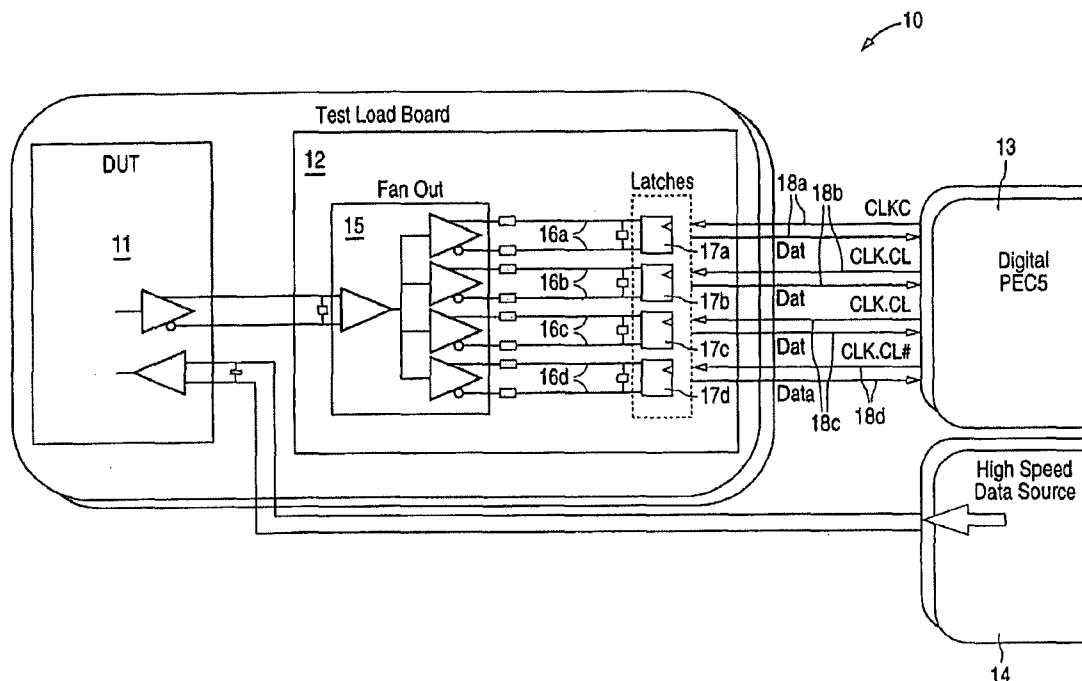 10
Test Load Board
DUT
11
12
Fan Out
15
Latches
16a
16b
16c
16d
17a
17b
17c
17d
18a
18b
CLKC
Dat
CLK.CL
Dat
CLK.CL
Dat
CLK.CL#
Data
18c
18d
13
Digital
PEC5
High Speed
Data Source
14